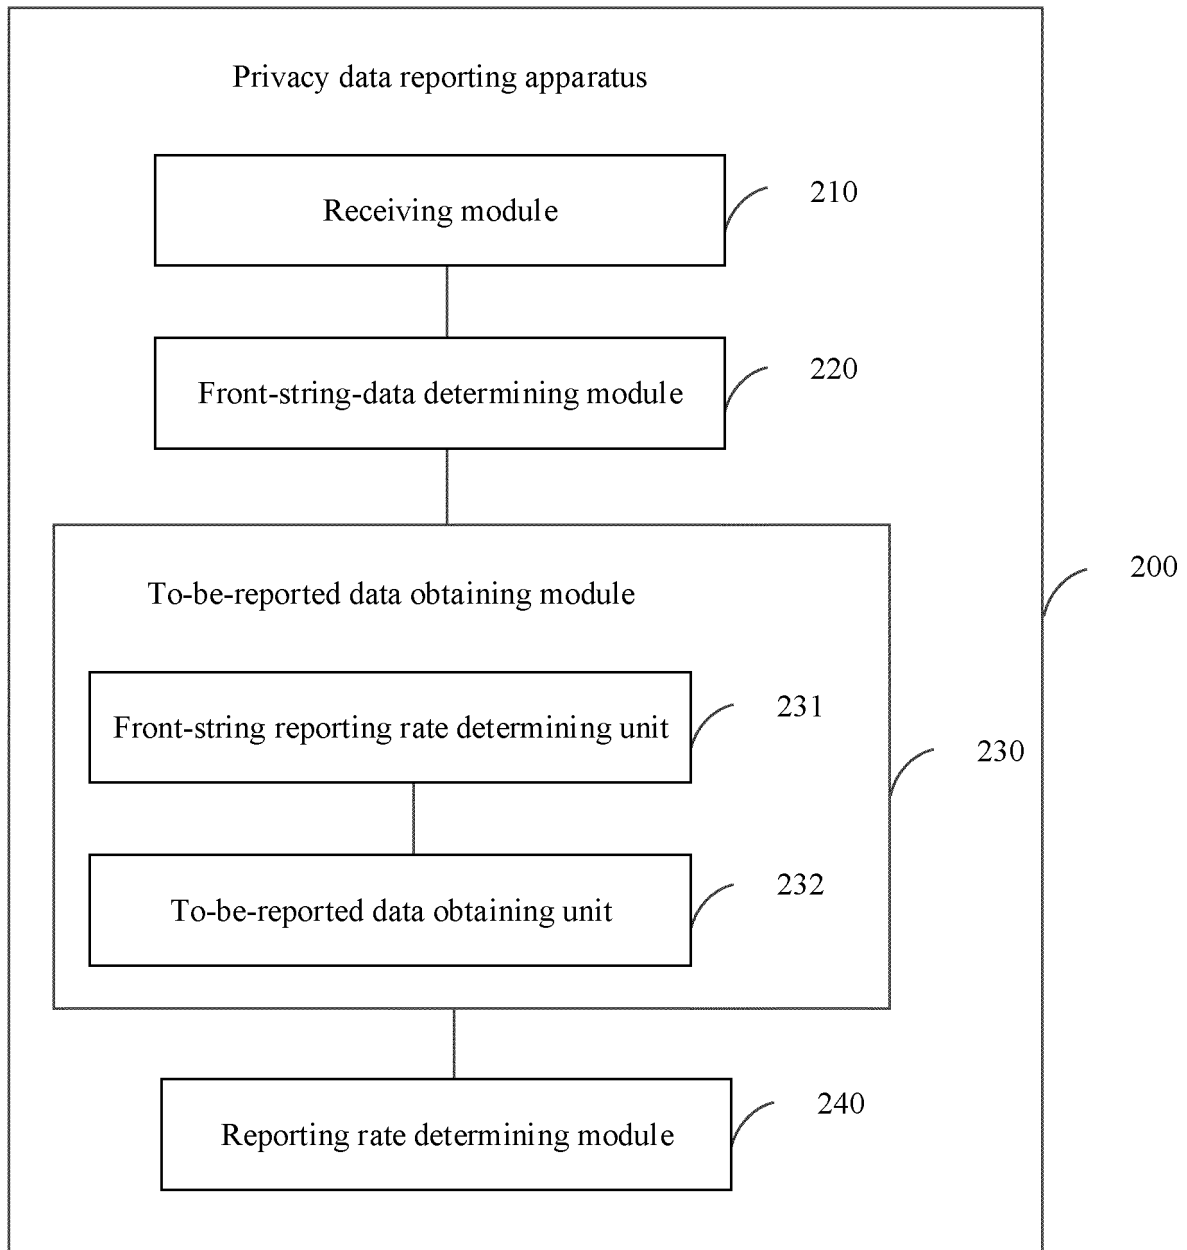 Privacy data reporting apparatus
Receiving module
210
Front-string-data determining module
220
To-be-reported data obtaining module
200
Front-string reporting rate determining unit
231
230
To-be-reported data obtaining unit
232
Reporting rate determining module
240